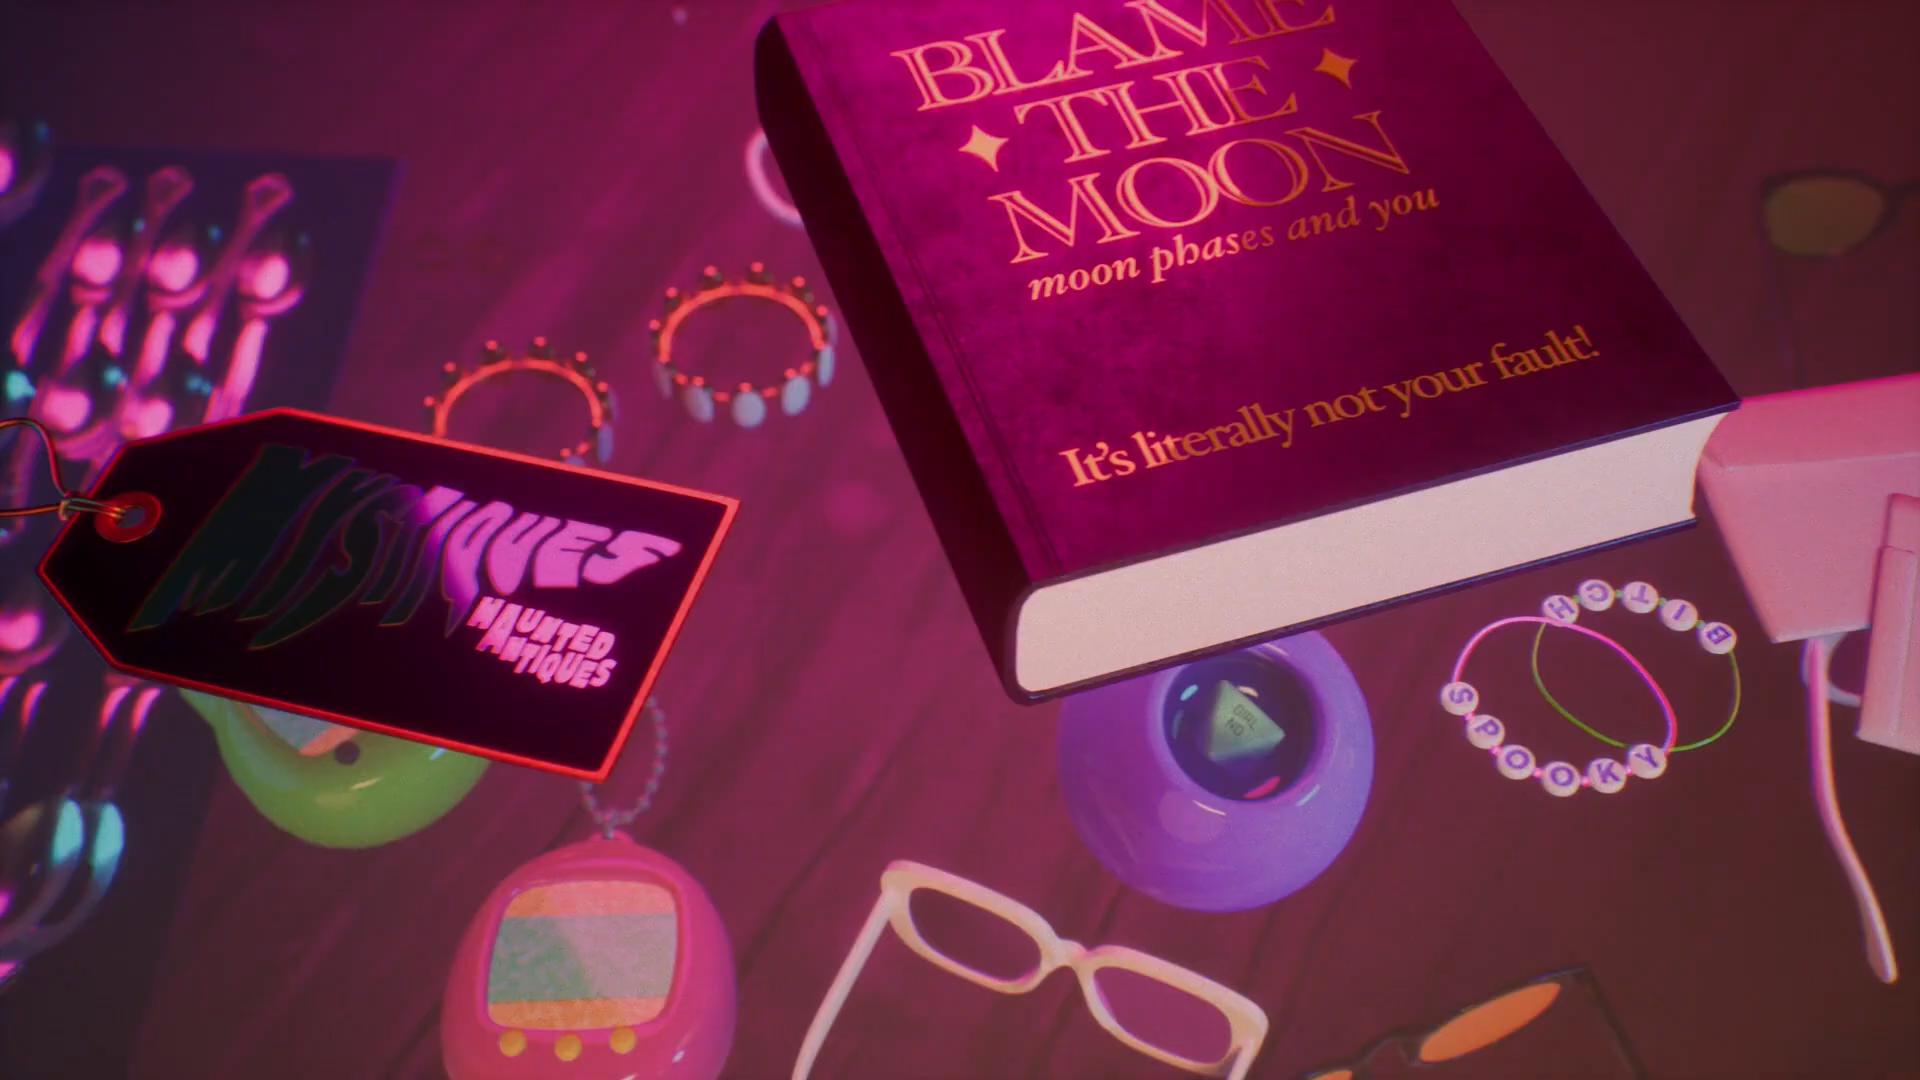 BLAME
THE
MOON
moon phases and you
It's literally not your fault!
MYSTIQUES
HAUNTED
ANTIQUES
GIRL
NO
BITCH
SPOOKY